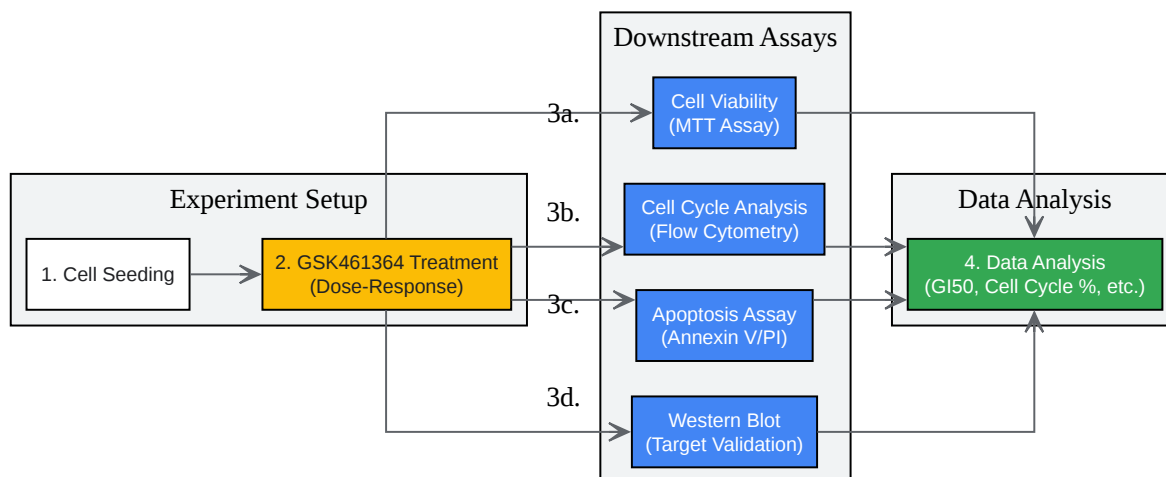 Downstream Assays
3a.
Cell Viability
(MTT Assay)
Experiment Setup
3b.
Cell Cycle Analysis
(Flow Cytometry)
Data Analysis
1. Cell Seeding
2. GSK461364 Treatment
(Dose-Response)
4. Data Analysis
(GI50, Cell Cycle %, etc.)
3c.
Apoptosis Assay
(Annexin V/PI)
3d.
Western Blot
(Target Validation)